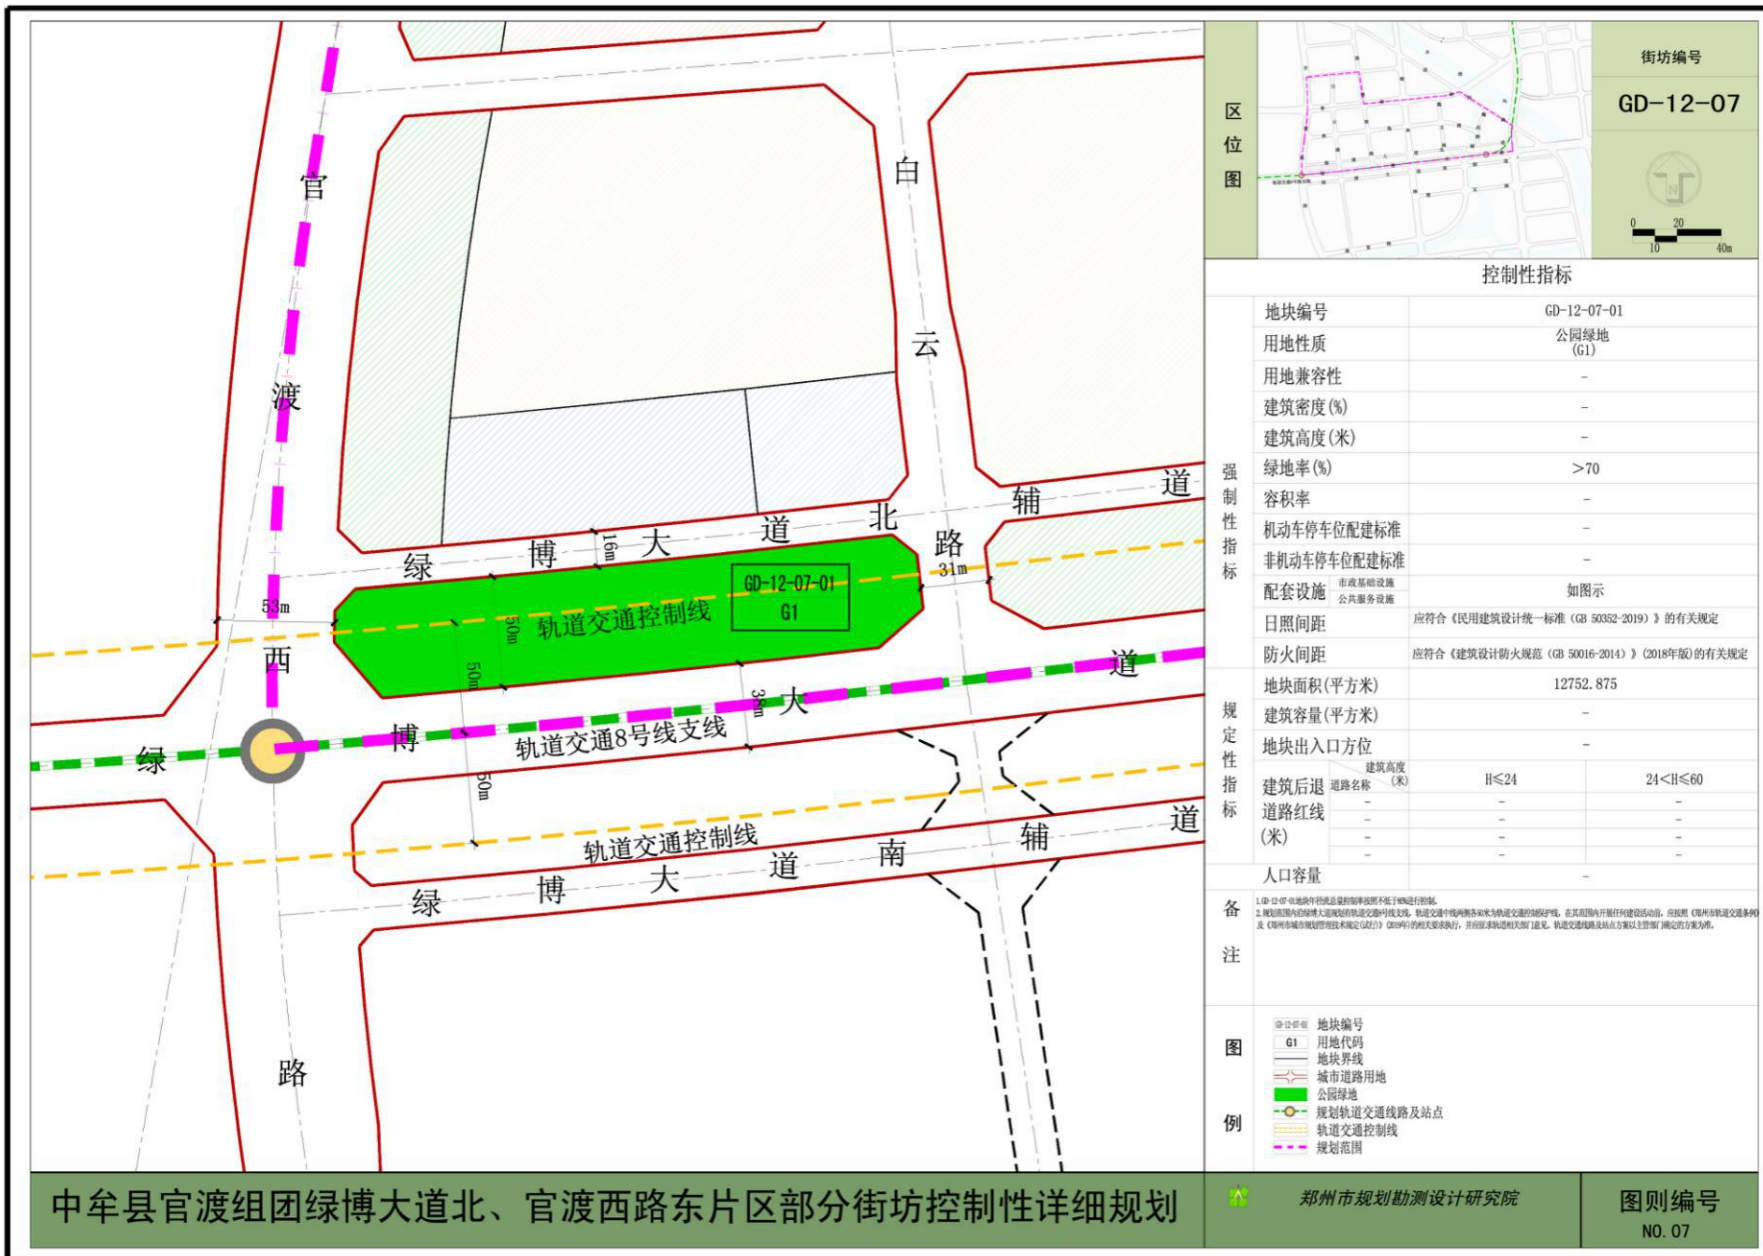 官
渡
西
路
白
云
路
绿博大道北辅道
16m
53m
31m
GD-12-07-01
G1
轨道交通控制线
50m
50m
38m
50m
绿博大道
轨道交通8号线支线
轨道交通控制线
绿博大道南辅道
区位图
街坊编号
GD-12-07
N
0 20
10 40m
控制性指标
强制性指标
地块编号 GD-12-07-01
用地性质 公园绿地
(G1)
用地兼容性 -
建筑密度(%) -
建筑高度(米) -
绿地率(%) >70
容积率 -
机动车停车位配建标准 -
非机动车停车位配建标准 -
配套设施 市政基础设施 公共服务设施 如图示
日照间距 应符合《民用建筑设计统一标准（GB 50352-2019）》的有关规定
防火间距 应符合《建筑设计防火规范（GB 50016-2014）》(2018年版)的有关规定
规定性指标
地块面积(平方米) 12752.875
建筑容量(平方米) -
地块出入口方位 -
建筑后退道路红线(米) 道路名称 建筑高度(米) H≤24 24<H≤60
- - -
- - -
- - -
- - -
人口容量 -
备注
图例
GD-12-07-01 地块编号
G1 用地代码
地块界线
城市道路用地
公园绿地
规划轨道交通线路及站点
轨道交通控制线
规划范围
中牟县官渡组团绿博大道北、官渡西路东片区部分街坊控制性详细规划
郑州市规划勘测设计研究院
图则编号
NO. 07